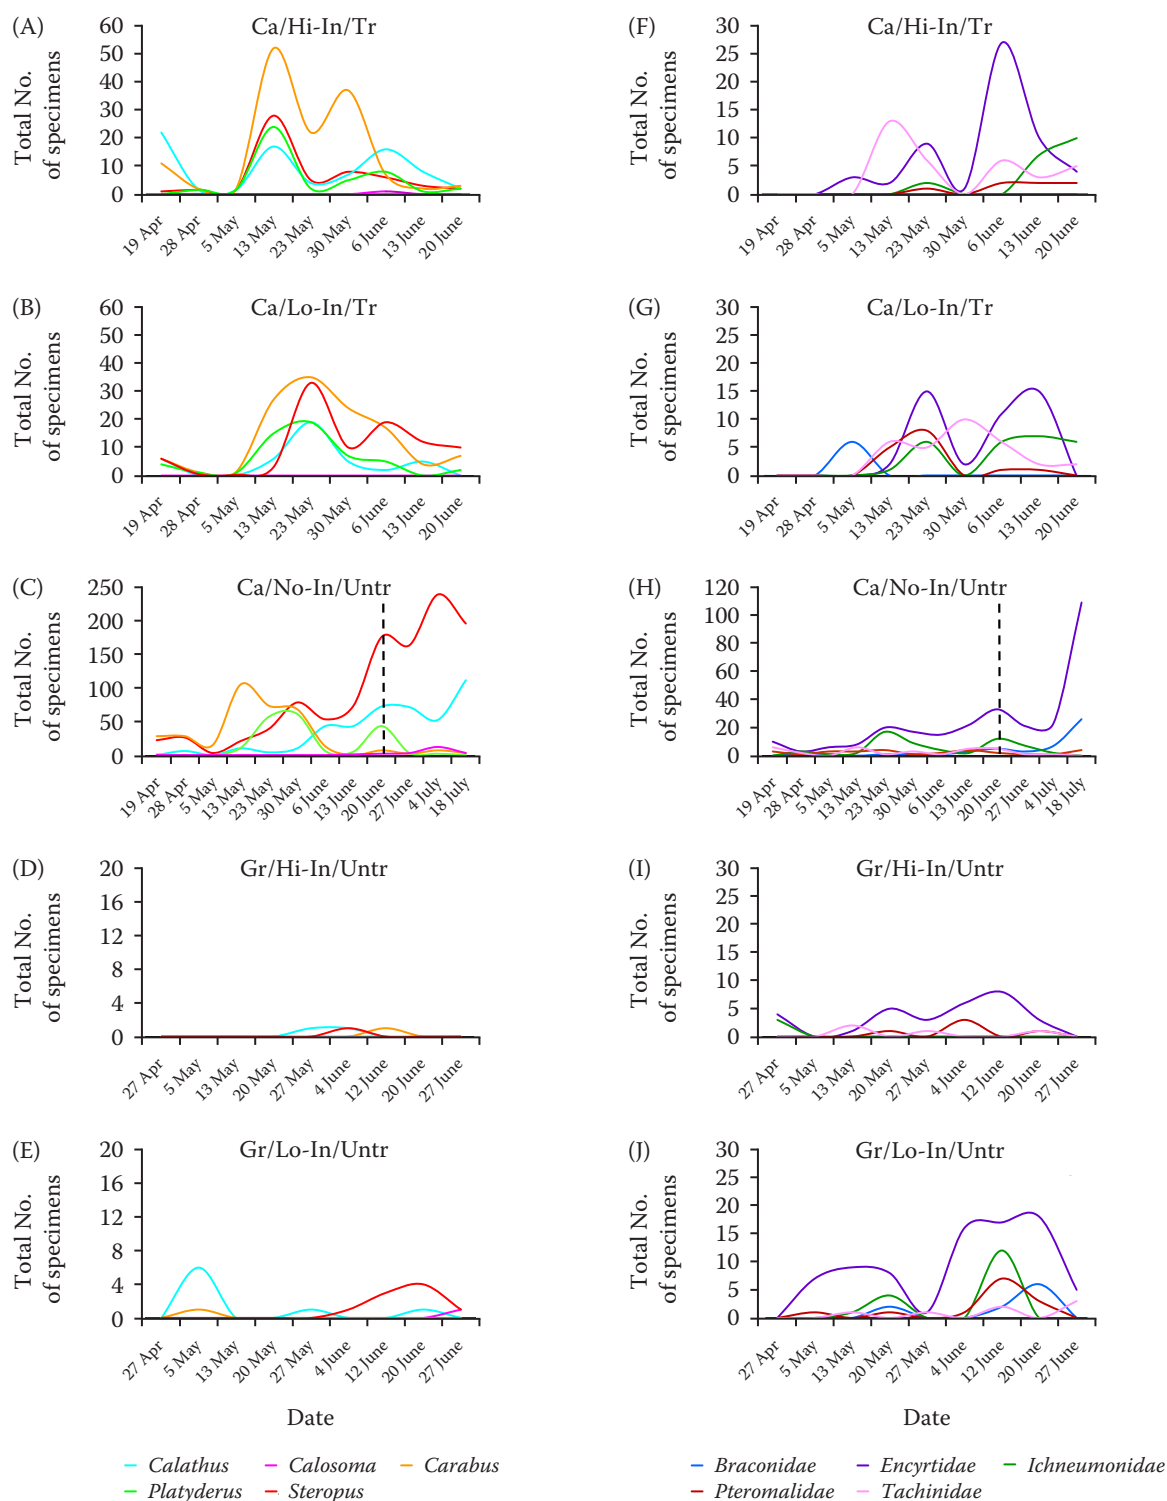 (A)
Ca/Hi-In/Tr
Total No.
of specimens
60
50
40
30
20
10
0
19 Apr
28 Apr
5 May
13 May
23 May
30 May
6 June
13 June
20 June
(F)
Ca/Hi-In/Tr
Total No.
of specimens
30
25
20
15
10
5
0
19 Apr
28 Apr
5 May
13 May
23 May
30 May
6 June
13 June
20 June
(B)
Ca/Lo-In/Tr
Total No.
of specimens
60
50
40
30
20
10
0
19 Apr
28 Apr
5 May
13 May
23 May
30 May
6 June
13 June
20 June
(G)
Ca/Lo-In/Tr
Total No.
of specimens
30
25
20
15
10
5
0
19 Apr
28 Apr
5 May
13 May
23 May
30 May
6 June
13 June
20 June
(C)
Ca/No-In/Untr
Total No.
of specimens
250
200
150
100
50
0
19 Apr
28 Apr
5 May
13 May
23 May
30 May
6 June
13 June
20 June
27 June
4 July
18 July
(H)
Ca/No-In/Untr
Total No.
of specimens
120
100
80
60
40
20
0
19 Apr
28 Apr
5 May
13 May
23 May
30 May
6 June
13 June
20 June
27 June
4 July
18 July
(D)
Gr/Hi-In/Untr
Total No.
of specimens
20
16
12
8
4
0
27 Apr
5 May
13 May
20 May
27 May
4 June
12 June
20 June
27 June
(I)
Gr/Hi-In/Untr
Total No.
of specimens
30
25
20
15
10
5
0
27 Apr
5 May
13 May
20 May
27 May
4 June
12 June
20 June
27 June
(E)
Gr/Lo-In/Untr
Total No.
of specimens
20
16
12
8
4
0
27 Apr
5 May
13 May
20 May
27 May
4 June
12 June
20 June
27 June
Date
(J)
Gr/Lo-In/Untr
Total No.
of specimens
30
25
20
15
10
5
0
27 Apr
5 May
13 May
20 May
27 May
4 June
12 June
20 June
27 June
Date
Calathus Calosoma Carabus
Platyderus Steropus
Braconidae Encyrtidae Ichneumonidae
Pteromalidae Tachinidae